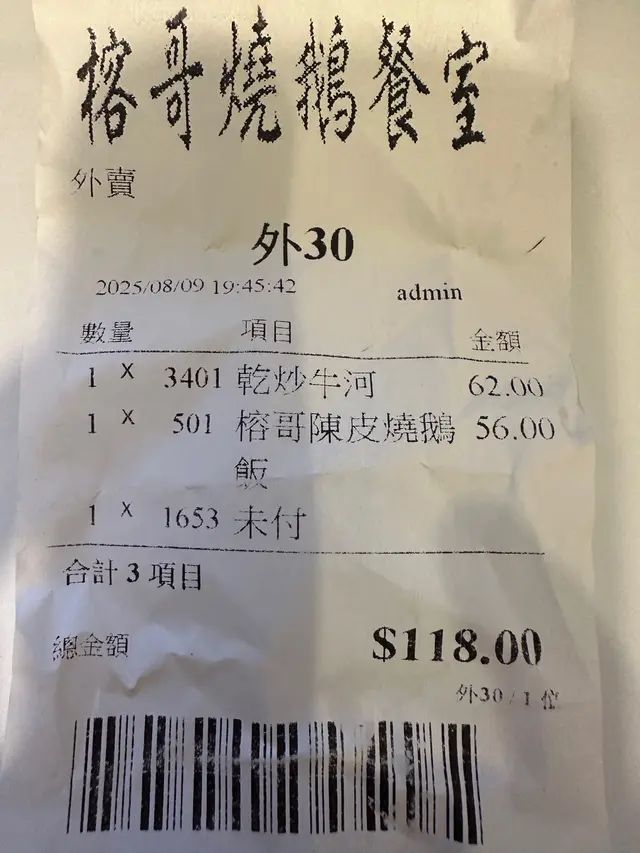 榕哥燒鵝餐室
外賣
外30
2025/08/09 19:45:42 admin
數量 項目 金額
1 x 3401 乾炒牛河 62.00
1 x 501 榕哥陳皮燒鵝 56.00
飯
1 x 1653 未付
合計 3 項目
總金額 $118.00
外30 / 1 位